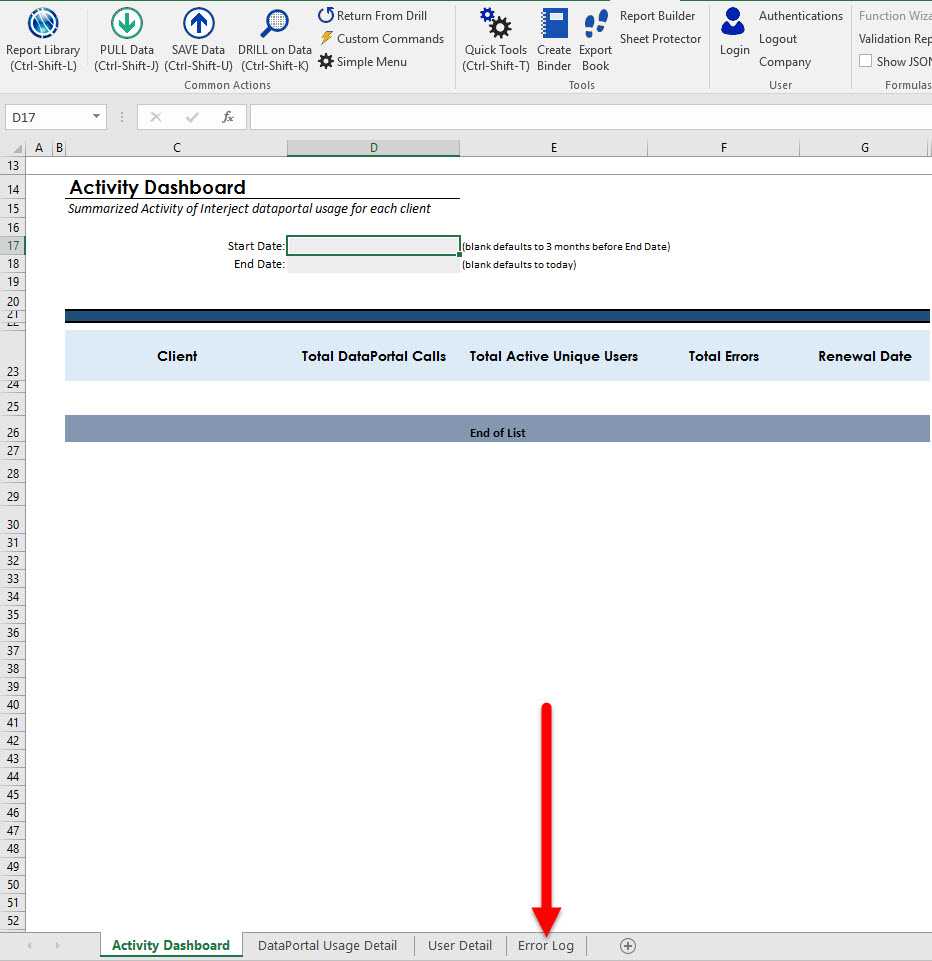 Return From Drill Report Builder Authentications Function Wiza
Custom Commands Sheet Protector Logout Validation Rep
Report Library PULL Data SAVE Data DRILL on Data Quick Tools Create Export Login
(Ctrl-Shift-L) (Ctrl-Shift-J) (Ctrl-Shift-U) (Ctrl-Shift-K) Simple Menu (Ctrl-Shift-T) Binder Book Company Show JSON
Common Actions Tools User Formulas
D17 fx
A B C D E F G
13
14 Activity Dashboard
15 Summarized Activity of Interject dataportal usage for each client
16
17 Start Date: (blank defaults to 3 months before End Date)
18 End Date: (blank defaults to today)
19
20
21
22
23 Client Total DataPortal Calls Total Active Unique Users Total Errors Renewal Date
24
25
26 End of List
27
28
29
30
31
32
33
34
35
36
37
38
39
40
41
42
43
44
45
46
47
48
49
50
51
52
Activity Dashboard DataPortal Usage Detail User Detail Error Log